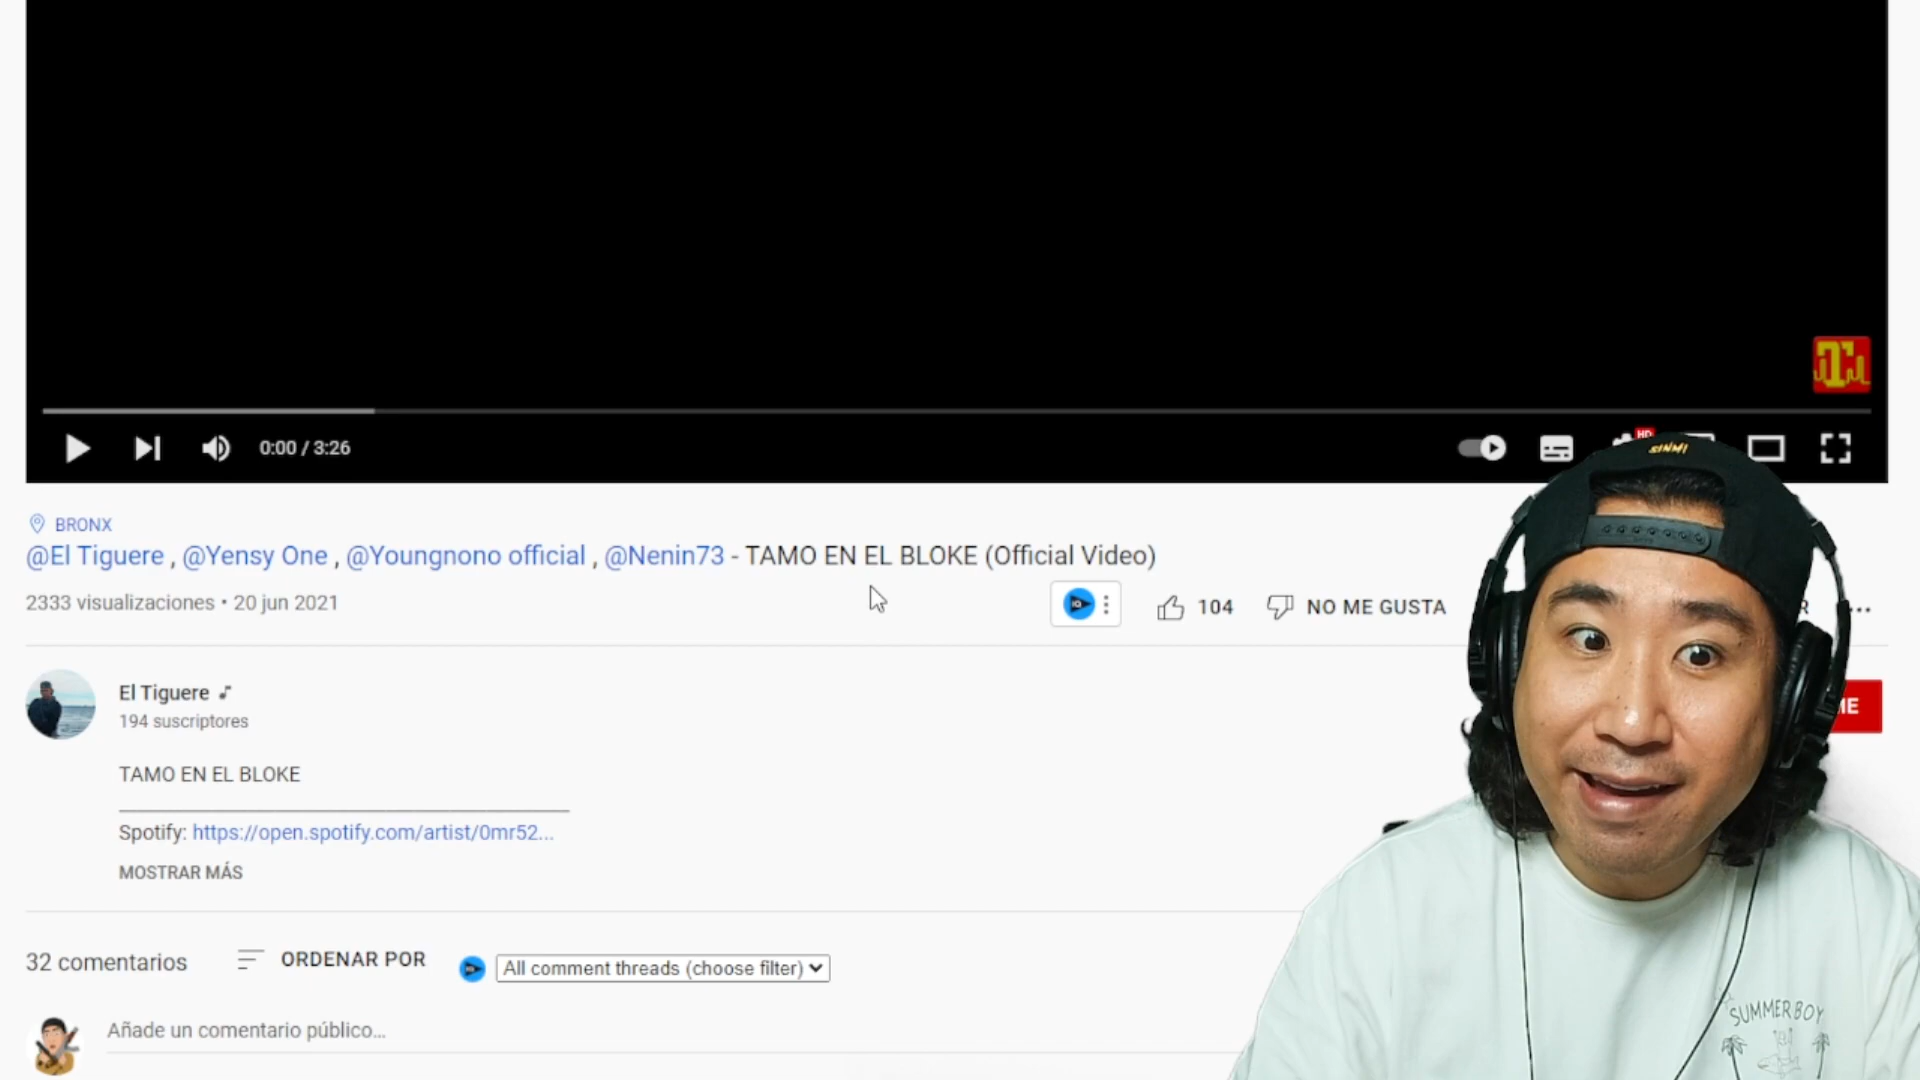 0:00 / 3:26
HD
SINMI
BRONX
@El Tiguere , @Yensy One , @Youngnono official , @Nenin73 - TAMO EN EL BLOKE (Official Video)
2333 visualizaciones • 20 jun 2021
104
NO ME GUSTA
R
El Tiguere
194 suscriptores
ME
TAMO EN EL BLOKE
Spotify: https://open.spotify.com/artist/0mr52...
MOSTRAR MÁS
32 comentarios
ORDENAR POR
All comment threads (choose filter)
Añade un comentario público...
SUMMER BOY